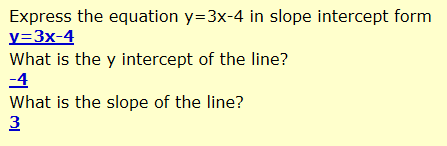 Express the equation y=3x-4 in slope intercept form
y=3x-4
What is the y intercept of the line?
-4
What is the slope of the line?
3